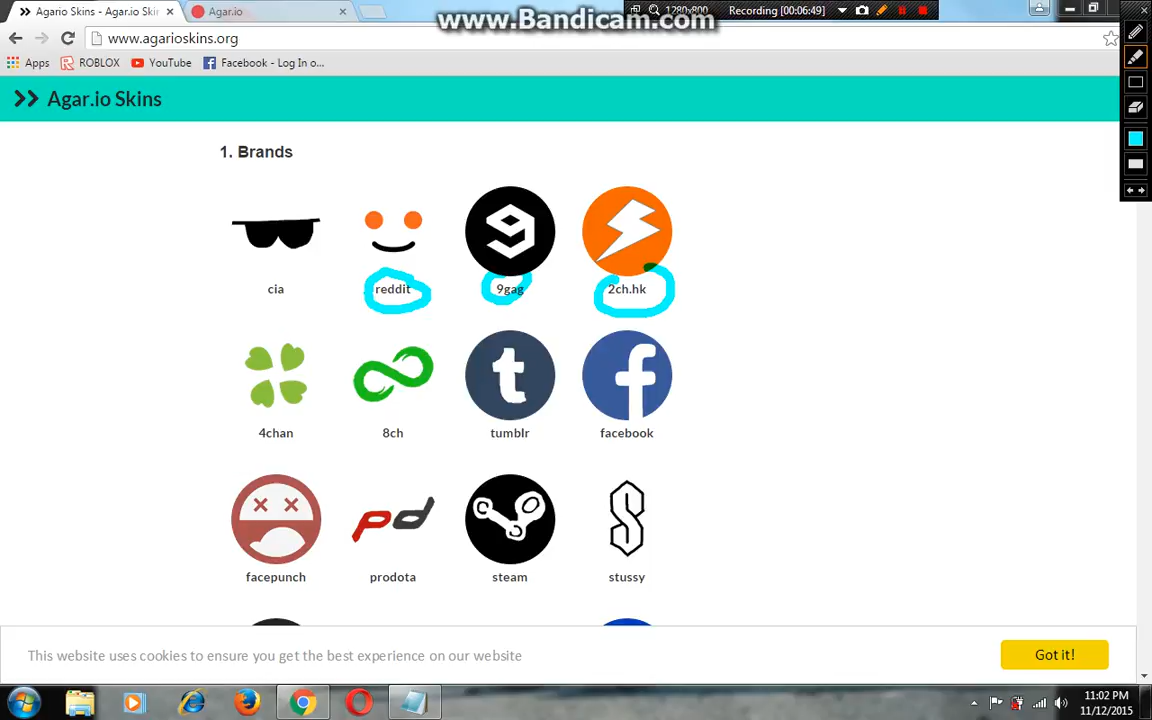 Agario Skins - Agar.io Skin
Agar.io
www.Bandicam.com
1280x800
Recording [00:06:49]
www.agarioskins.org
Apps
ROBLOX
YouTube
Facebook - Log In o...
Agar.io Skins
1. Brands
cia
reddit
9gag
2ch.hk
4chan
8ch
tumblr
facebook
facepunch
prodota
steam
stussy
This website uses cookies to ensure you get the best experience on our website
Got it!
11:02 PM
11/12/2015